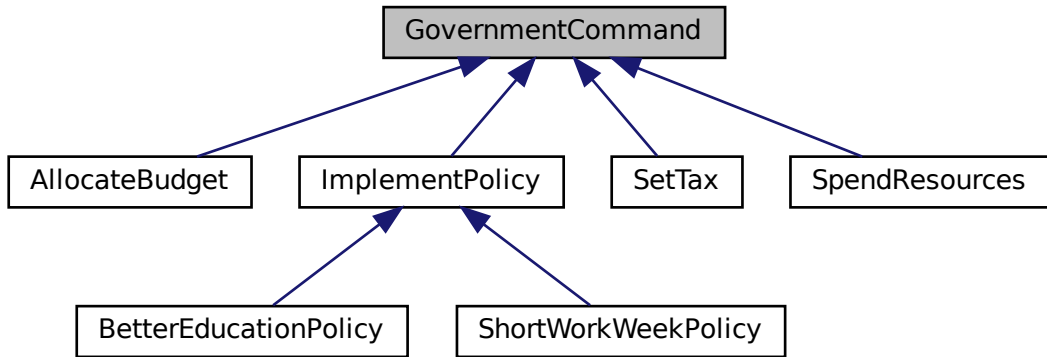 GovernmentCommand
AllocateBudget
ImplementPolicy
SetTax
SpendResources
BetterEducationPolicy
ShortWorkWeekPolicy